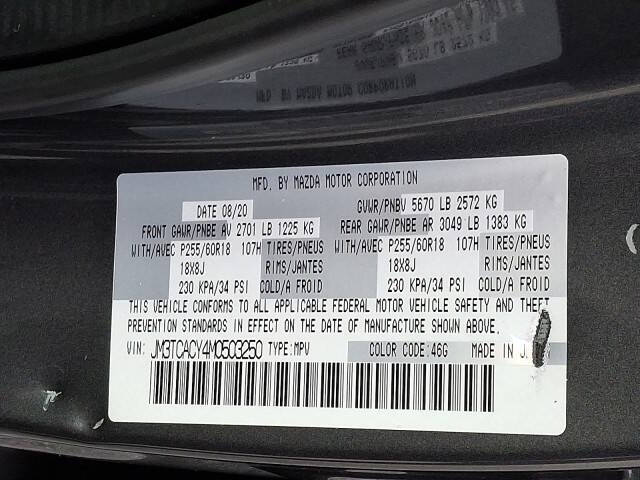 MFD. BY MAZDA MOTOR CORPORATION
DATE 08/20 GVWR/PNBV 5670 LB 2572 KG
FRONT GAWR/PNBE AV 2701 LB 1225 KG REAR GAWR/PNBE AR 3049 LB 1383 KG
WITH/AVEC P255/60R18 107H TIRES/PNEUS WITH/AVEC P255/60R18 107H TIRES/PNEUS
18X8J RIMS/JANTES 18X8J RIMS/JANTES
230 KPA/34 PSI COLD/A FROID 230 KPA/34 PSI COLD/A FROID
THIS VEHICLE CONFORMS TO ALL APPLICABLE FEDERAL MOTOR VEHICLE SAFETY AND THEFT
PREVENTION STANDARDS IN EFFECT ON THE DATE OF MANUFACTURE SHOWN ABOVE.
VIN: JM3TCACY4M0503250 TYPE:MPV COLOR CODE:46G MADE IN